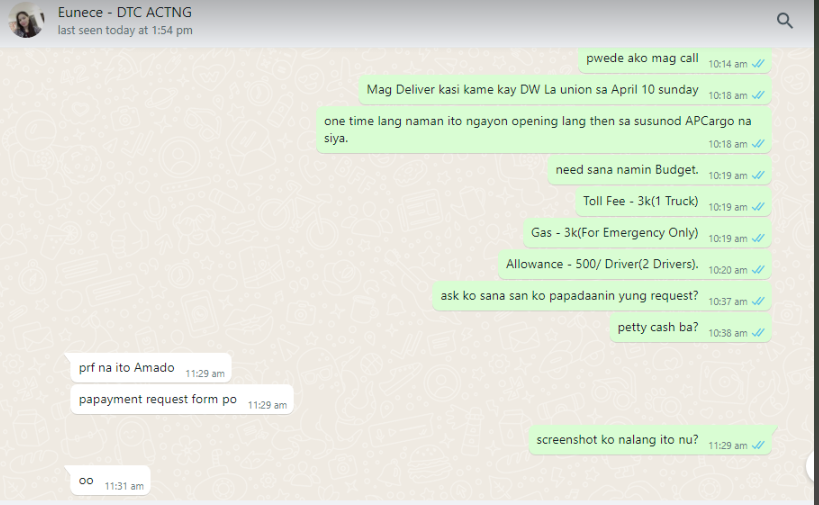 Eunece - DTC ACTNG
last seen today at 1:54 pm
pwede ako mag call 10:14 am
Mag Deliver kasi kame kay DW La union sa April 10 sunday 10:18 am
one time lang naman ito ngayon opening lang then sa susunod APCargo na
siya. 10:18 am
need sana namin Budget. 10:19 am
Toll Fee - 3k(1 Truck) 10:19 am
Gas - 3k(For Emergency Only) 10:19 am
Allowance - 500/ Driver(2 Drivers). 10:20 am
ask ko sana san ko papadaanin yung request? 10:37 am
petty cash ba? 10:38 am
prf na ito Amado 11:29 am
papayment request form po 11:29 am
screenshot ko nalang ito nu? 11:29 am
oo 11:31 am